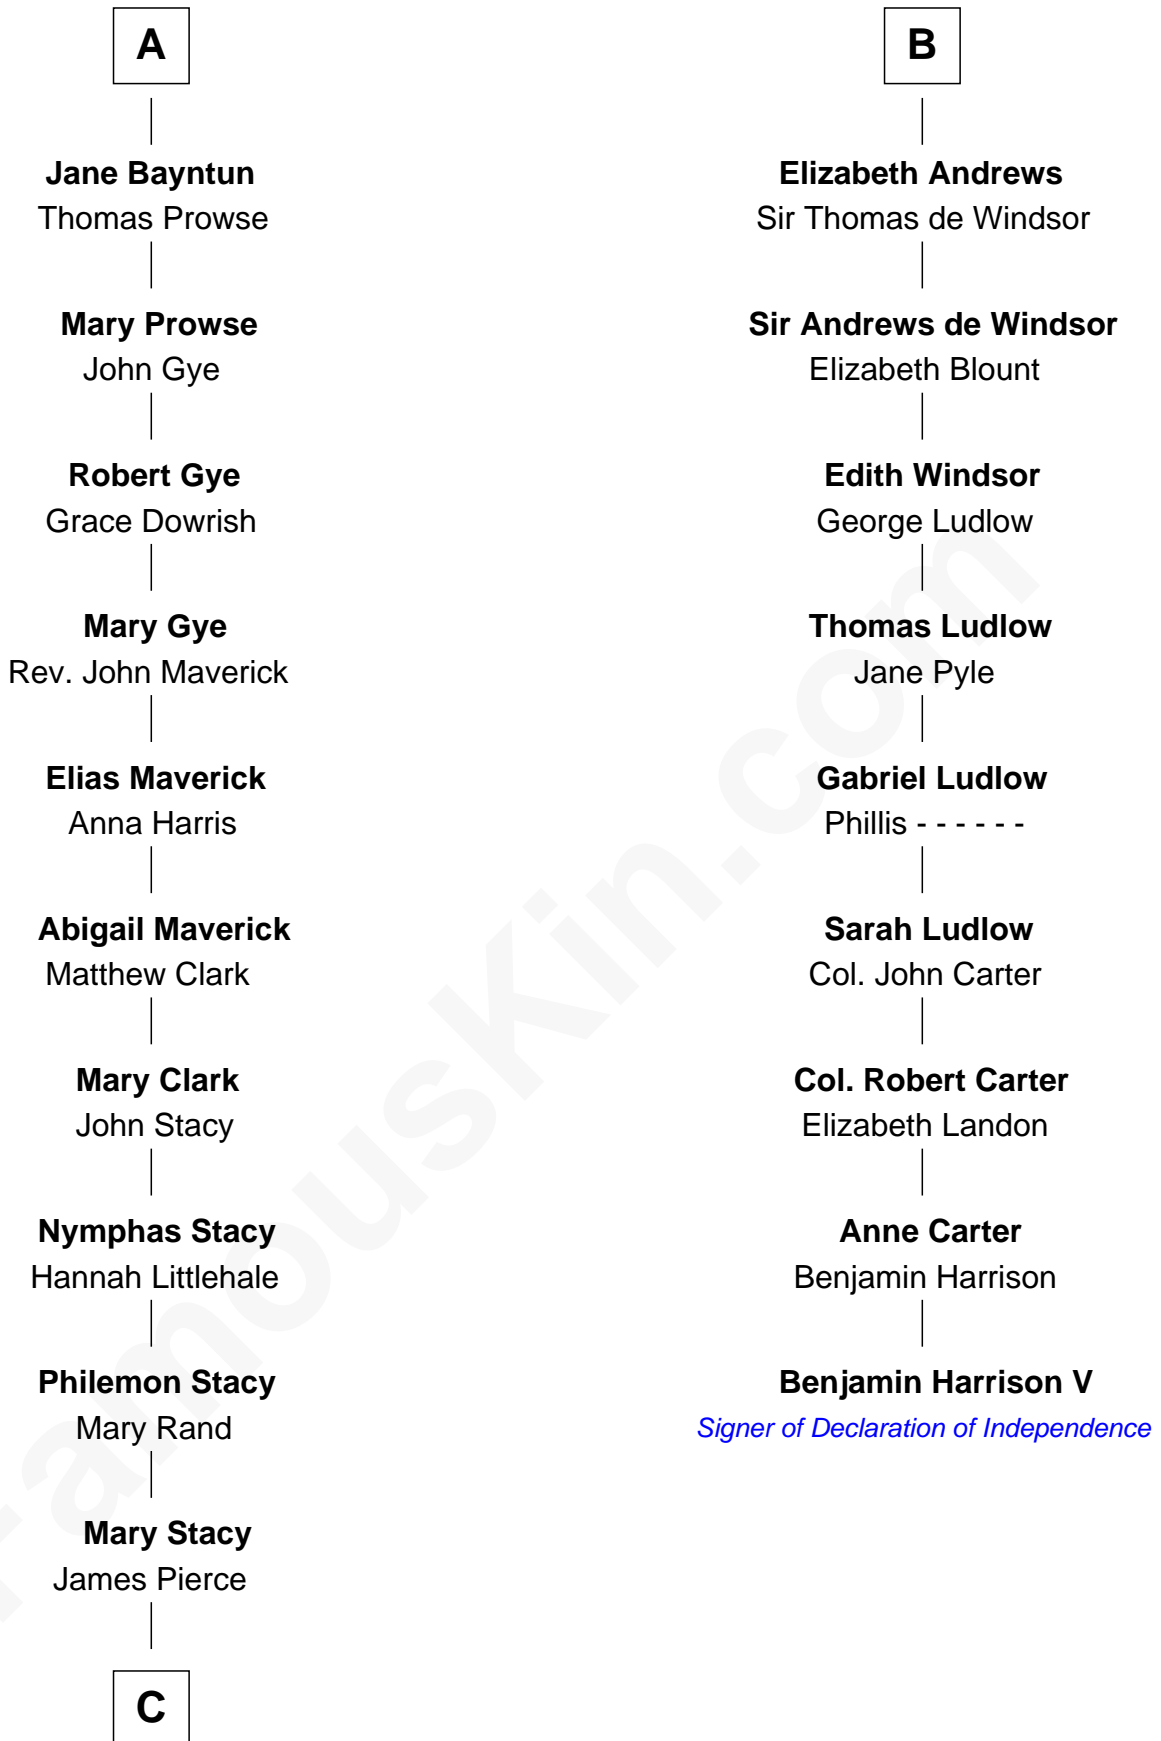 A
Jane Bayntun
Thomas Prowse
Mary Prowse
John Gye
Robert Gye
Grace Dowrish
Mary Gye
Rev. John Maverick
Elias Maverick
Anna Harris
Abigail Maverick
Matthew Clark
Mary Clark
John Stacy
Nymphas Stacy
Hannah Littlehale
Philemon Stacy
Mary Rand
Mary Stacy
James Pierce
C
B
Elizabeth Andrews
Sir Thomas de Windsor
Sir Andrews de Windsor
Elizabeth Blount
Edith Windsor
George Ludlow
Thomas Ludlow
Jane Pyle
Gabriel Ludlow
Phillis - - - - - -
Sarah Ludlow
Col. John Carter
Col. Robert Carter
Elizabeth Landon
Anne Carter
Benjamin Harrison
Benjamin Harrison V
Signer of Declaration of Independence
FamousKin.com